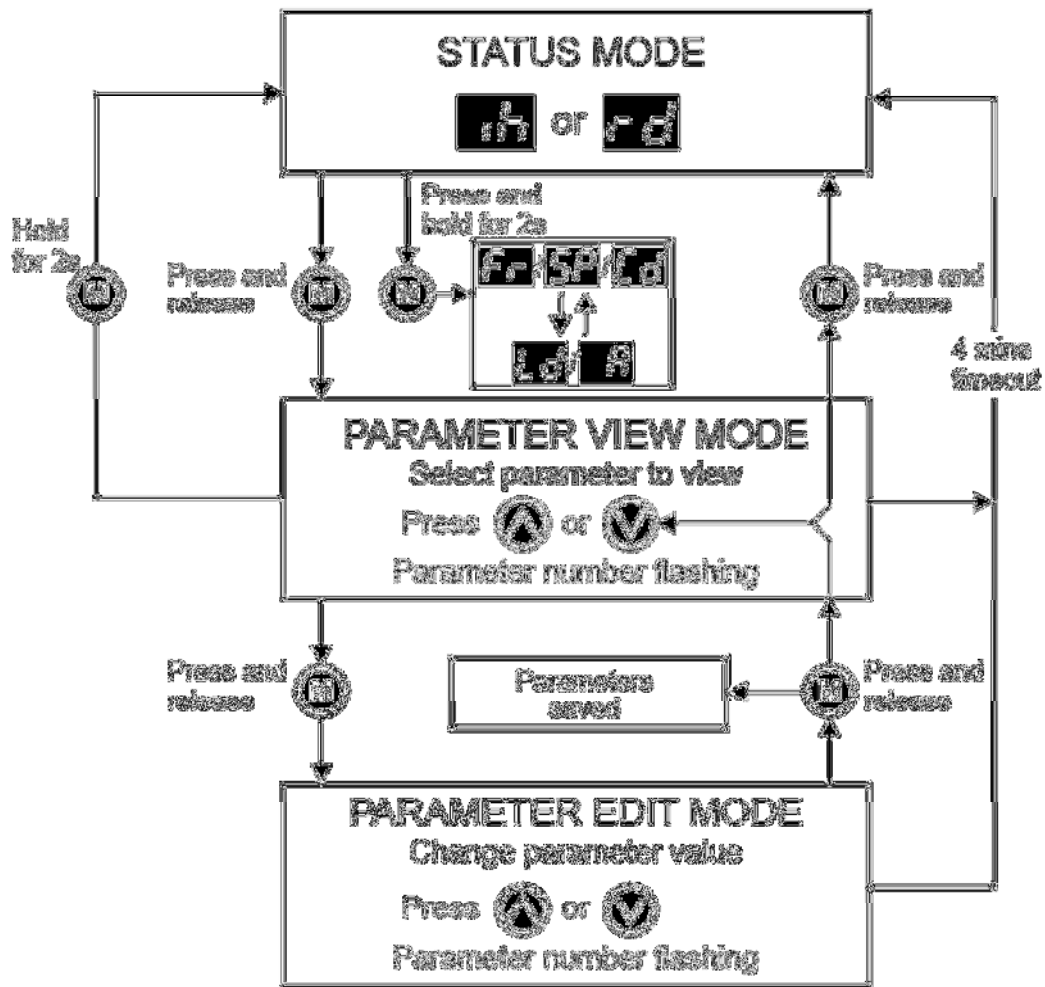 STATUS MODE
ih or rd
Press and
hold for 2s
Hold
for 2s
Press and
release
Fr/SP/Cd
Ld/ A
Press and
release
4 mins
timeout
PARAMETER VIEW MODE
Select parameter to view
Press or
Parameter number flashing
Press and
release
Parameters
saved
Press and
release
PARAMETER EDIT MODE
Change parameter value
Press or
Parameter number flashing